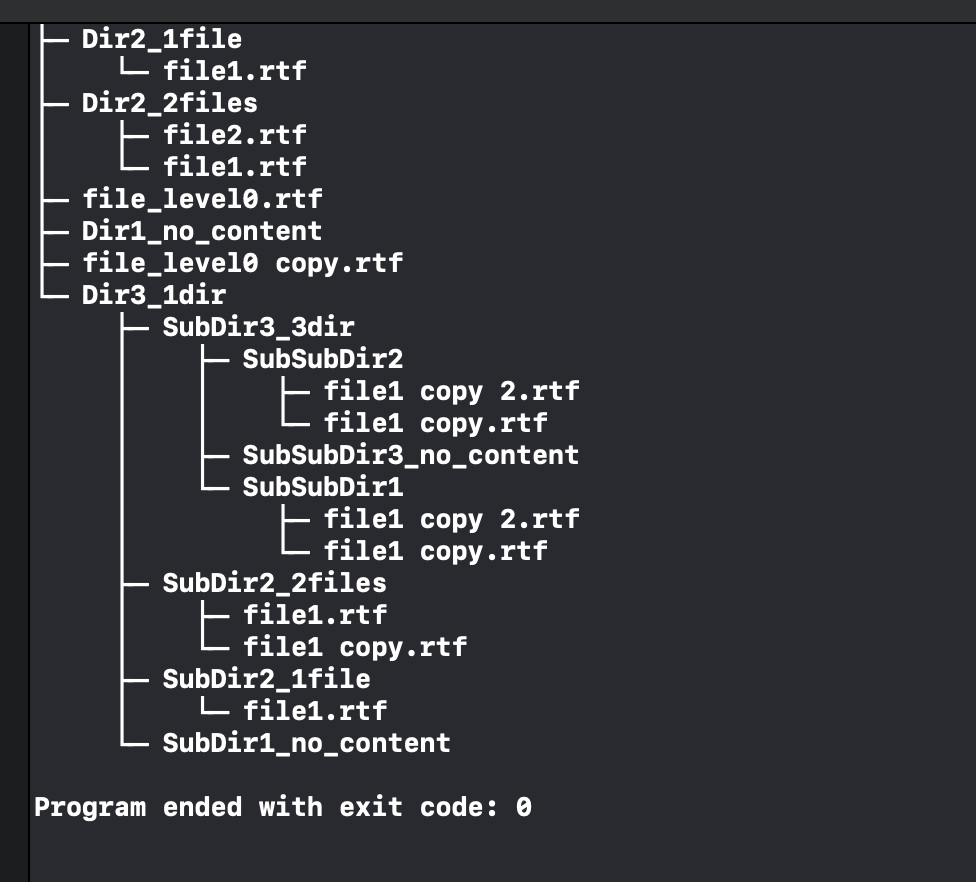 ├── Dir2_1file
│    └── file1.rtf
├── Dir2_2files
│    ├── file2.rtf
│    └── file1.rtf
├── file_level0.rtf
├── Dir1_no_content
├── file_level0 copy.rtf
└── Dir3_1dir
     ├── SubDir3_3dir
     │    ├── SubSubDir2
     │    │    ├── file1 copy 2.rtf
     │    │    └── file1 copy.rtf
     │    ├── SubSubDir3_no_content
     │    └── SubSubDir1
     │         ├── file1 copy 2.rtf
     │         └── file1 copy.rtf
     ├── SubDir2_2files
     │    ├── file1.rtf
     │    └── file1 copy.rtf
     ├── SubDir2_1file
     │    └── file1.rtf
     └── SubDir1_no_content
Program ended with exit code: 0